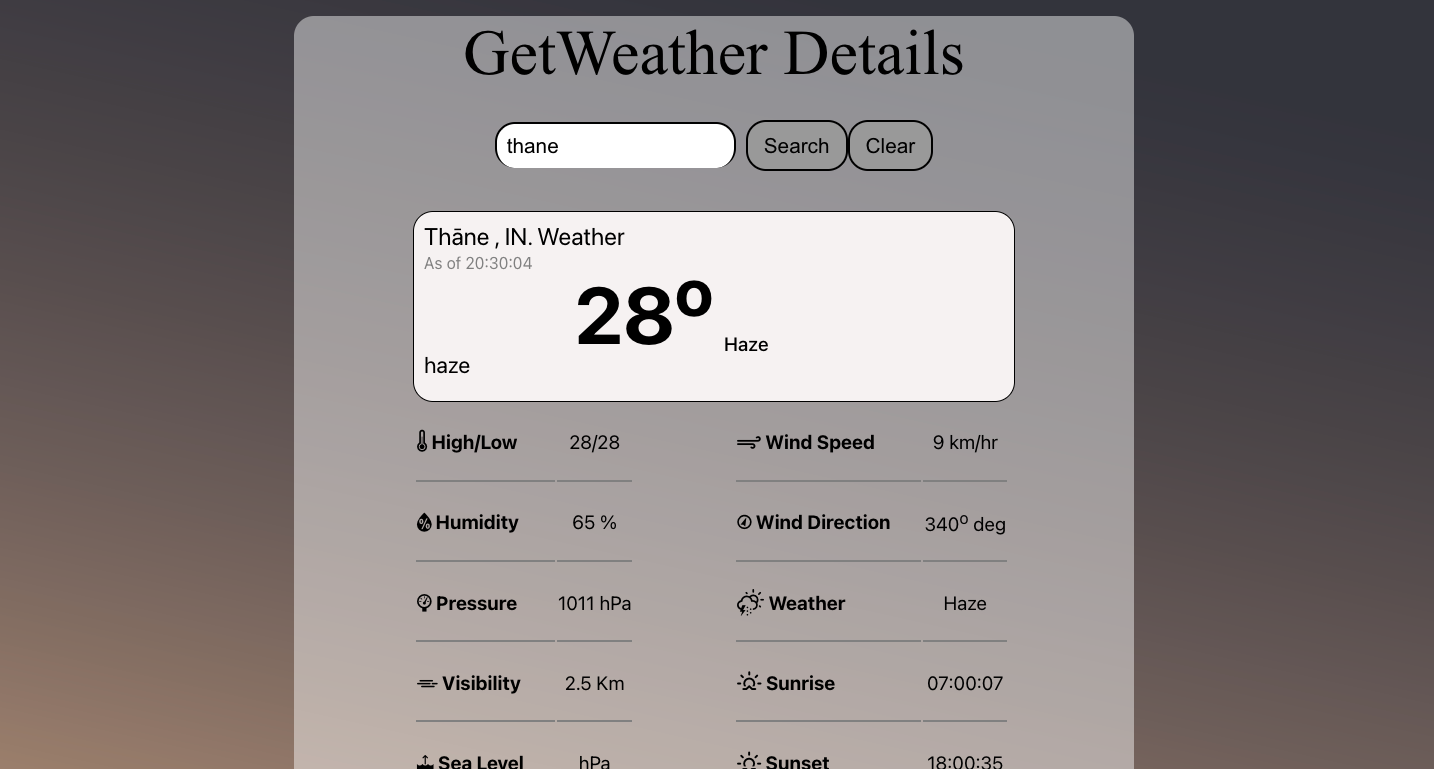 GetWeather Details
thane Search Clear
Thāne , IN. Weather
As of 20:30:04
28º Haze
haze
High/Low 28/28 Wind Speed 9 km/hr
Humidity 65 % Wind Direction 340º deg
Pressure 1011 hPa Weather Haze
Visibility 2.5 Km Sunrise 07:00:07
Sea Level hPa Sunset 18:00:35